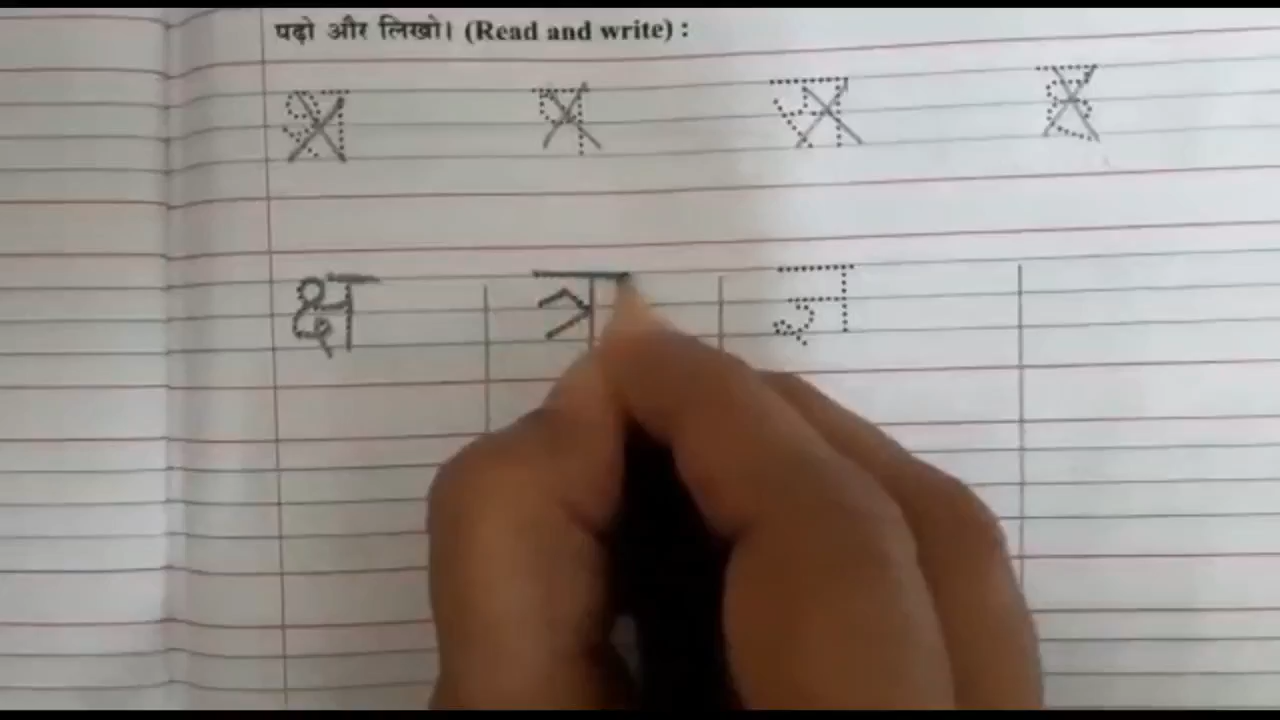 पढ़ो और लिखो। (Read and write) :
श ष स ह
क्ष त्र ज्ञ